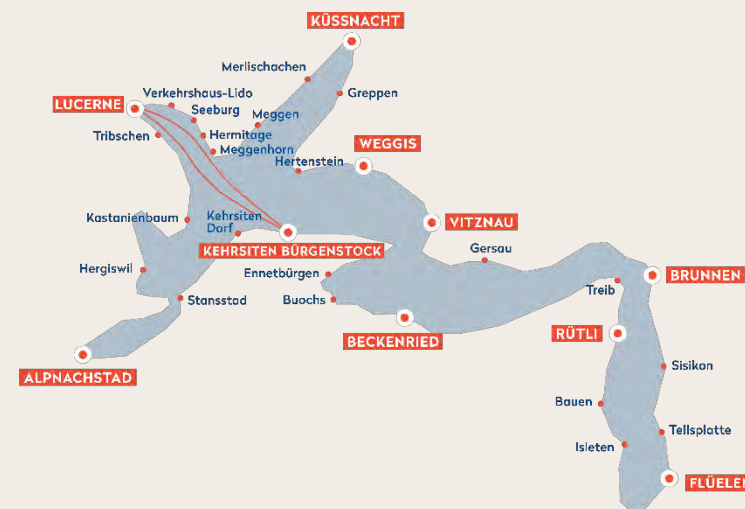 KÜSSNACHT
Merlischachen
Verkehrshaus-Lido
Greppen
LUCERNE
Seeburg
Meggen
Tribschen
Hermitage
Meggenhorn
WEGGIS
Hertenstein
Kastanienbaum
Kehrsiten
Dorf
VITZNAU
KEHRSITEN BÜRGENSTOCK
Gersau
Hergiswil
Ennetbürgen
BRUNNEN
Treib
Stansstad
Buochs
BECKENRIED
RÜTLI
ALPNACHSTAD
Sisikon
Bauen
Tellsplatte
Isleten
FLÜELEN